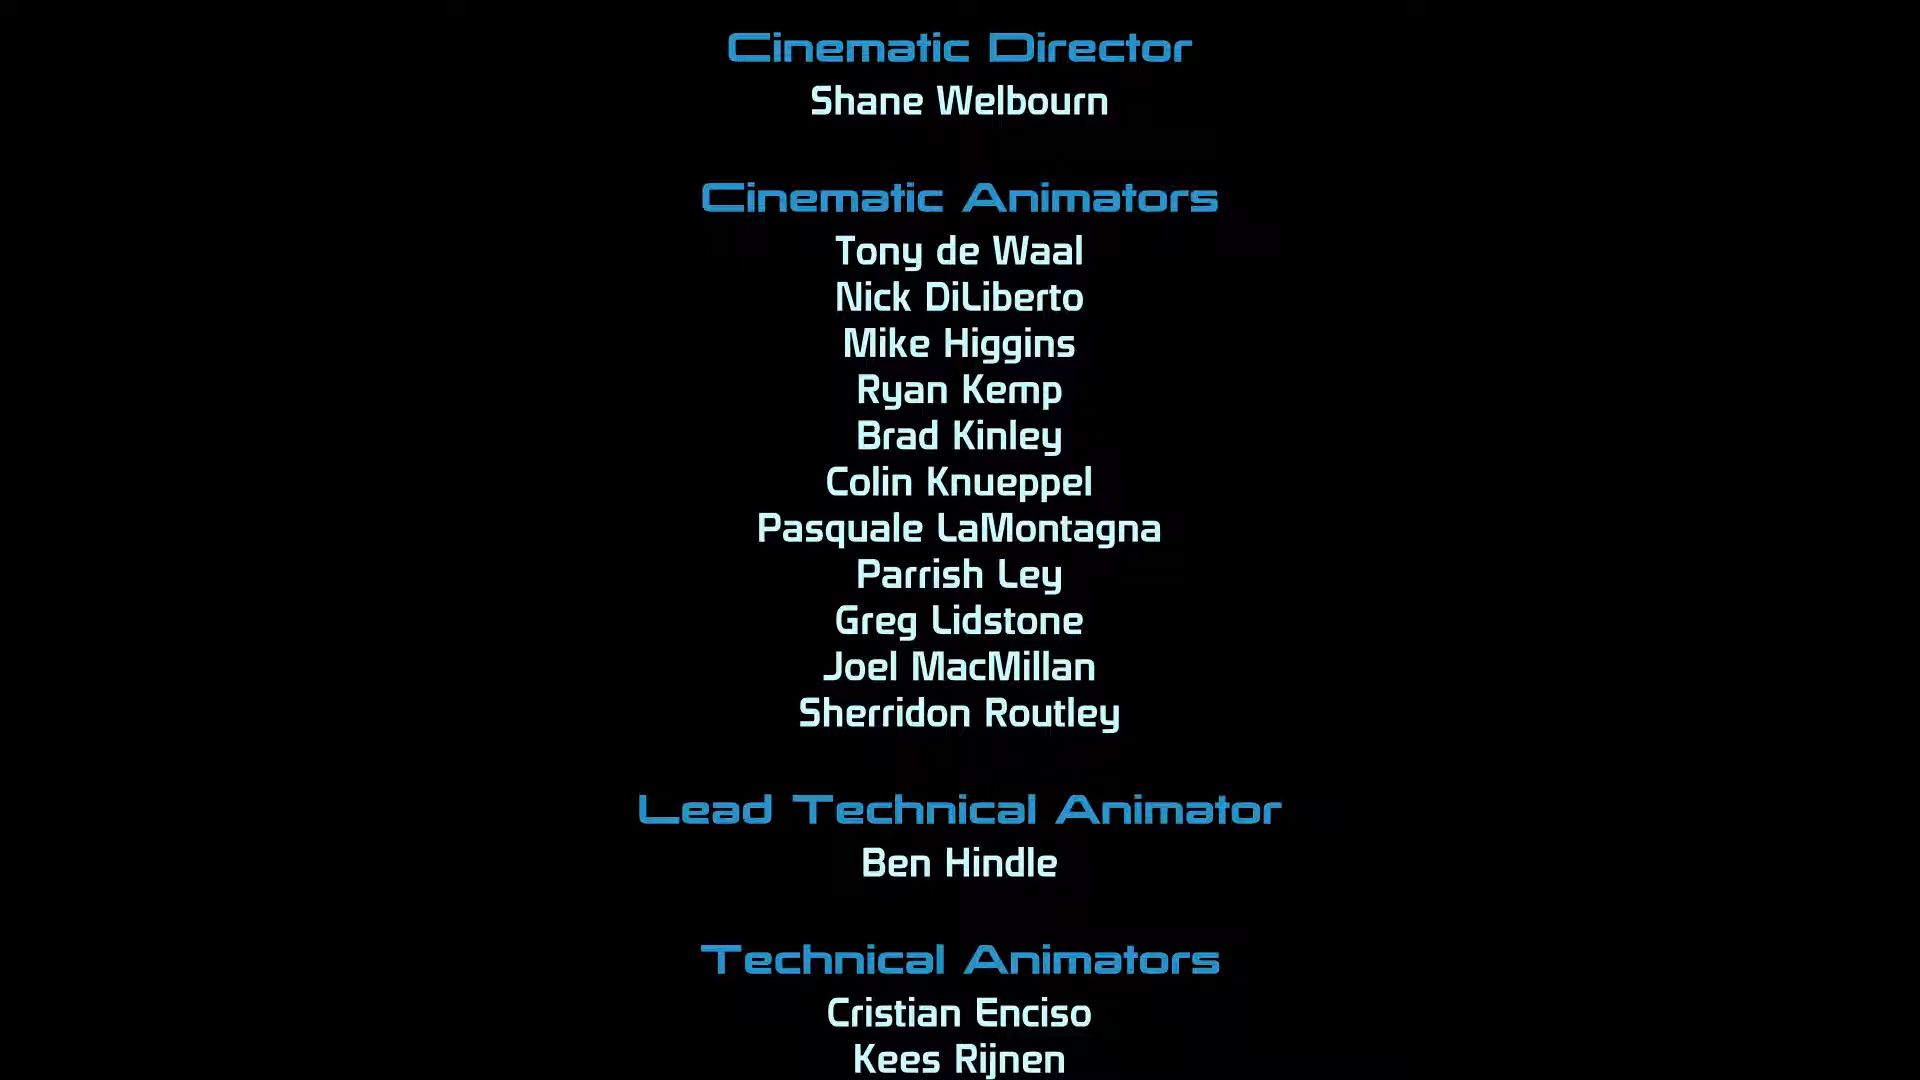 Cinematic Director
Shane Welbourn
Cinematic Animators
Tony de Waal
Nick DiLiberto
Mike Higgins
Ryan Kemp
Brad Kinley
Colin Knueppel
Pasquale LaMontagna
Parrish Ley
Greg Lidstone
Joel MacMillan
Sherridon Routley
Lead Technical Animator
Ben Hindle
Technical Animators
Cristian Enciso
Kees Rijnen